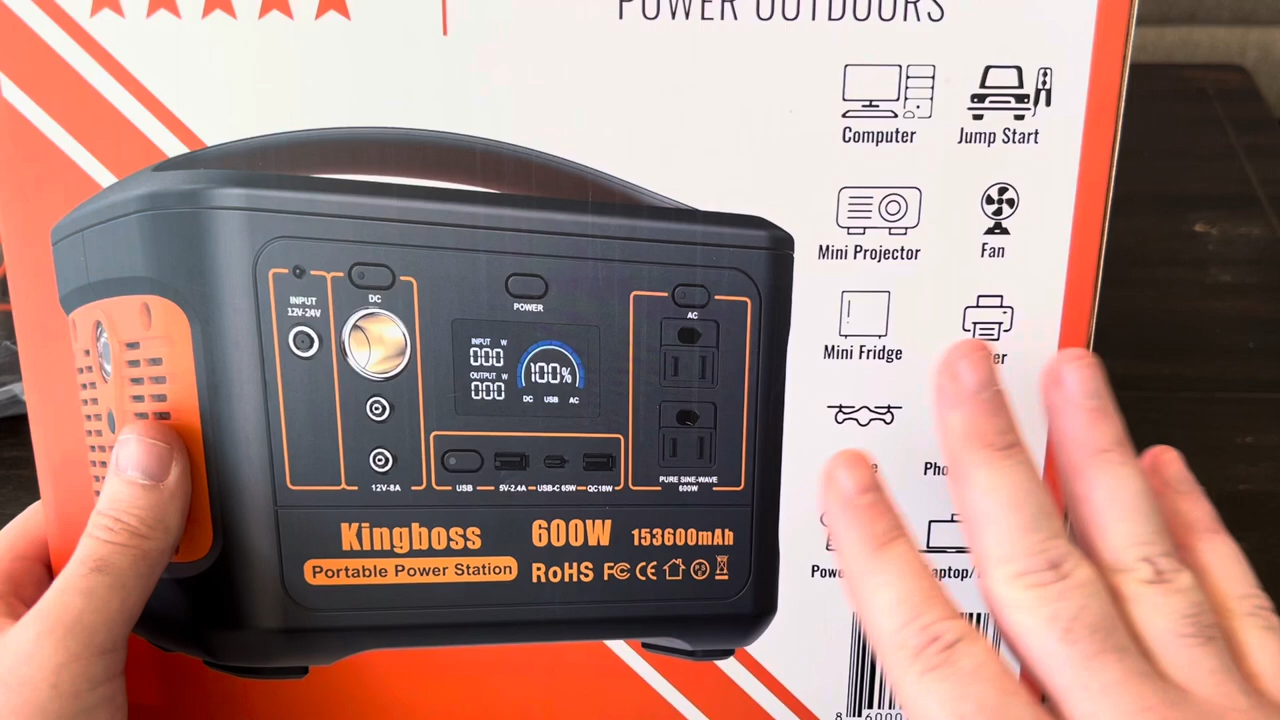 POWER OUTDOORS
Computer
Jump Start
Mini Projector
Fan
Mini Fridge
INPUT
12V-24V
DC
12V-8A
POWER
INPUT W
000
OUTPUT W
000
100%
DC USB AC
USB 5V-2.4A USB-C 65W QC18W
AC
PURE SINE-WAVE
600W
Kingboss
Portable Power Station
600W 153600mAh
RoHS FC CE PS E